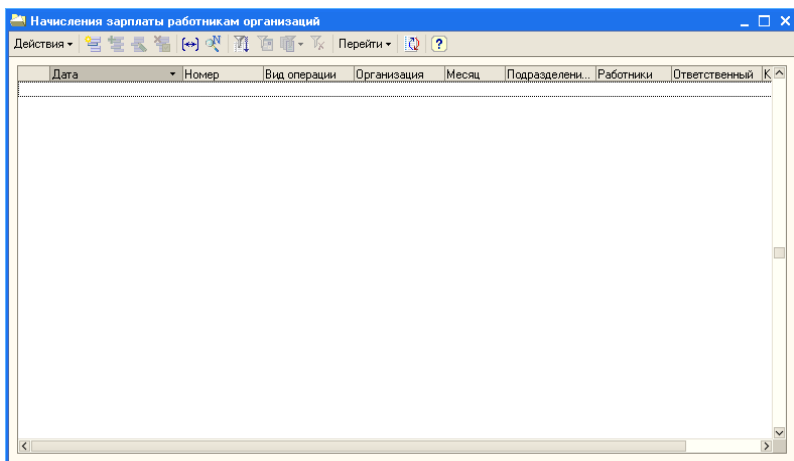 Начисления зарплаты работникам организаций
Действия Перейти ?
Дата Номер Вид операции Организация Месяц Подразделени... Работники Ответственный К